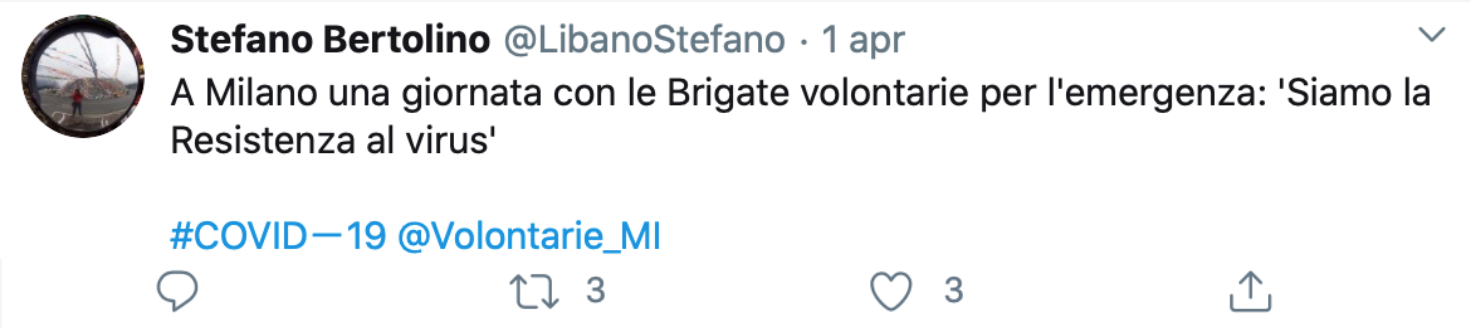 Stefano Bertolino @LibanoStefano · 1 apr
A Milano una giornata con le Brigate volontarie per l'emergenza: 'Siamo la
Resistenza al virus'
#COVID—19 @Volontarie_MI
3 3